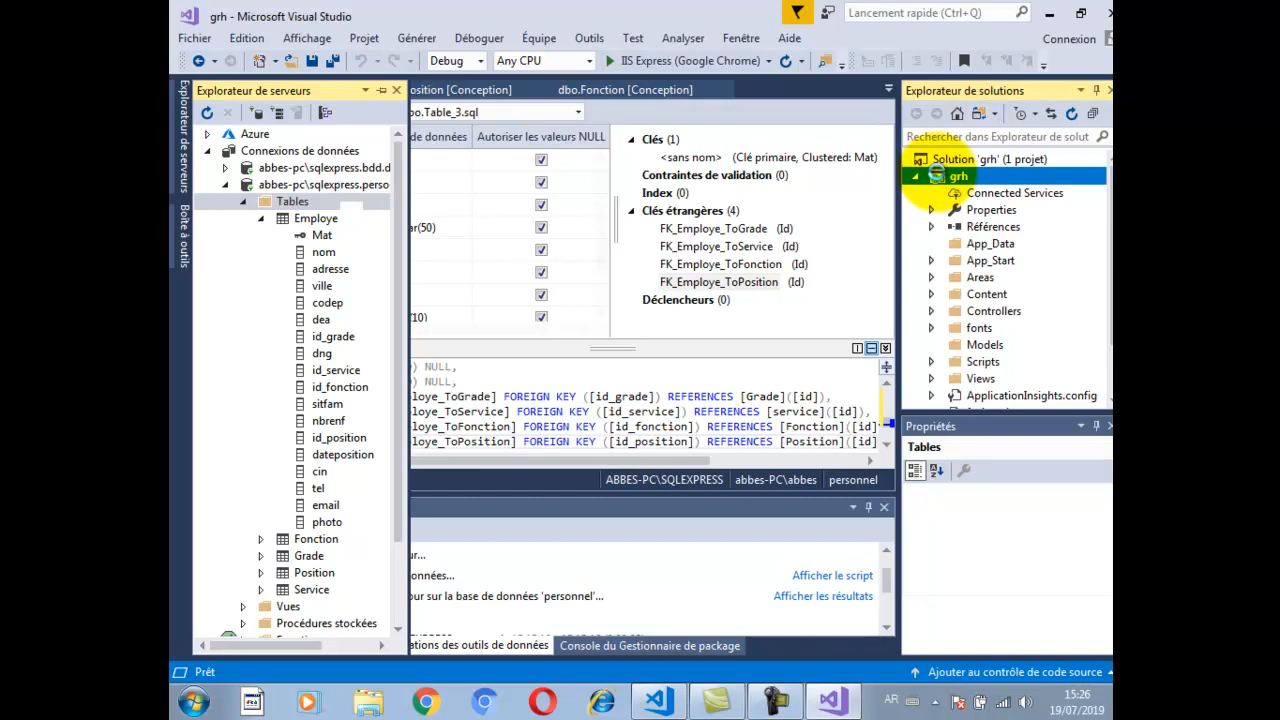 grh - Microsoft Visual Studio
Lancement rapide (Ctrl+Q)
Fichier Edition Affichage Projet Générer Déboguer Équipe Outils Test Analyser Fenêtre Aide
Connexion
Debug Any CPU IIS Express (Google Chrome)
Explorateur de serveurs
Boîte à outils
Explorateur de serveurs
Azure
Connexions de données
abbes-pc\sqlexpress.bdd.d
abbes-pc\sqlexpress.perso
Tables
Employe
Mat
nom
adresse
ville
codep
dea
id_grade
dng
id_service
id_fonction
sitfam
nbrenf
id_position
dateposition
cin
tel
email
photo
Fonction
Grade
Position
Service
Vues
Procédures stockées
osition [Conception] dbo.Fonction [Conception]
bo.Table_3.sql
de données Autoriser les valeurs NULL
ar(50)
(10)
Clés (1)
<sans nom> (Clé primaire, Clustered: Mat)
Contraintes de validation (0)
Index (0)
Clés étrangères (4)
FK_Employe_ToGrade (Id)
FK_Employe_ToService (Id)
FK_Employe_ToFonction (Id)
FK_Employe_ToPosition (Id)
Déclencheurs (0)
) NULL,
) NULL,
loye_ToGrade] FOREIGN KEY ([id_grade]) REFERENCES [Grade]([id]),
loye_ToService] FOREIGN KEY ([id_service]) REFERENCES [service]([id]),
loye_ToFonction] FOREIGN KEY ([id_fonction]) REFERENCES [Fonction]([id]
loye_ToPosition] FOREIGN KEY ([id_position]) REFERENCES [Position]([id]
ABBES-PC\SQLEXPRESS abbes-PC\abbes personnel
ur...
onnées... Afficher le script
our sur la base de données 'personnel'... Afficher les résultats
ations des outils de données Console du Gestionnaire de package
Explorateur de solutions
Rechercher dans Explorateur de solut
Solution 'grh' (1 projet)
grh
Connected Services
Properties
Références
App_Data
App_Start
Areas
Content
Controllers
fonts
Models
Scripts
Views
ApplicationInsights.config
Propriétés
Tables
Prêt
Ajouter au contrôle de code source
AR
15:26
19/07/2019